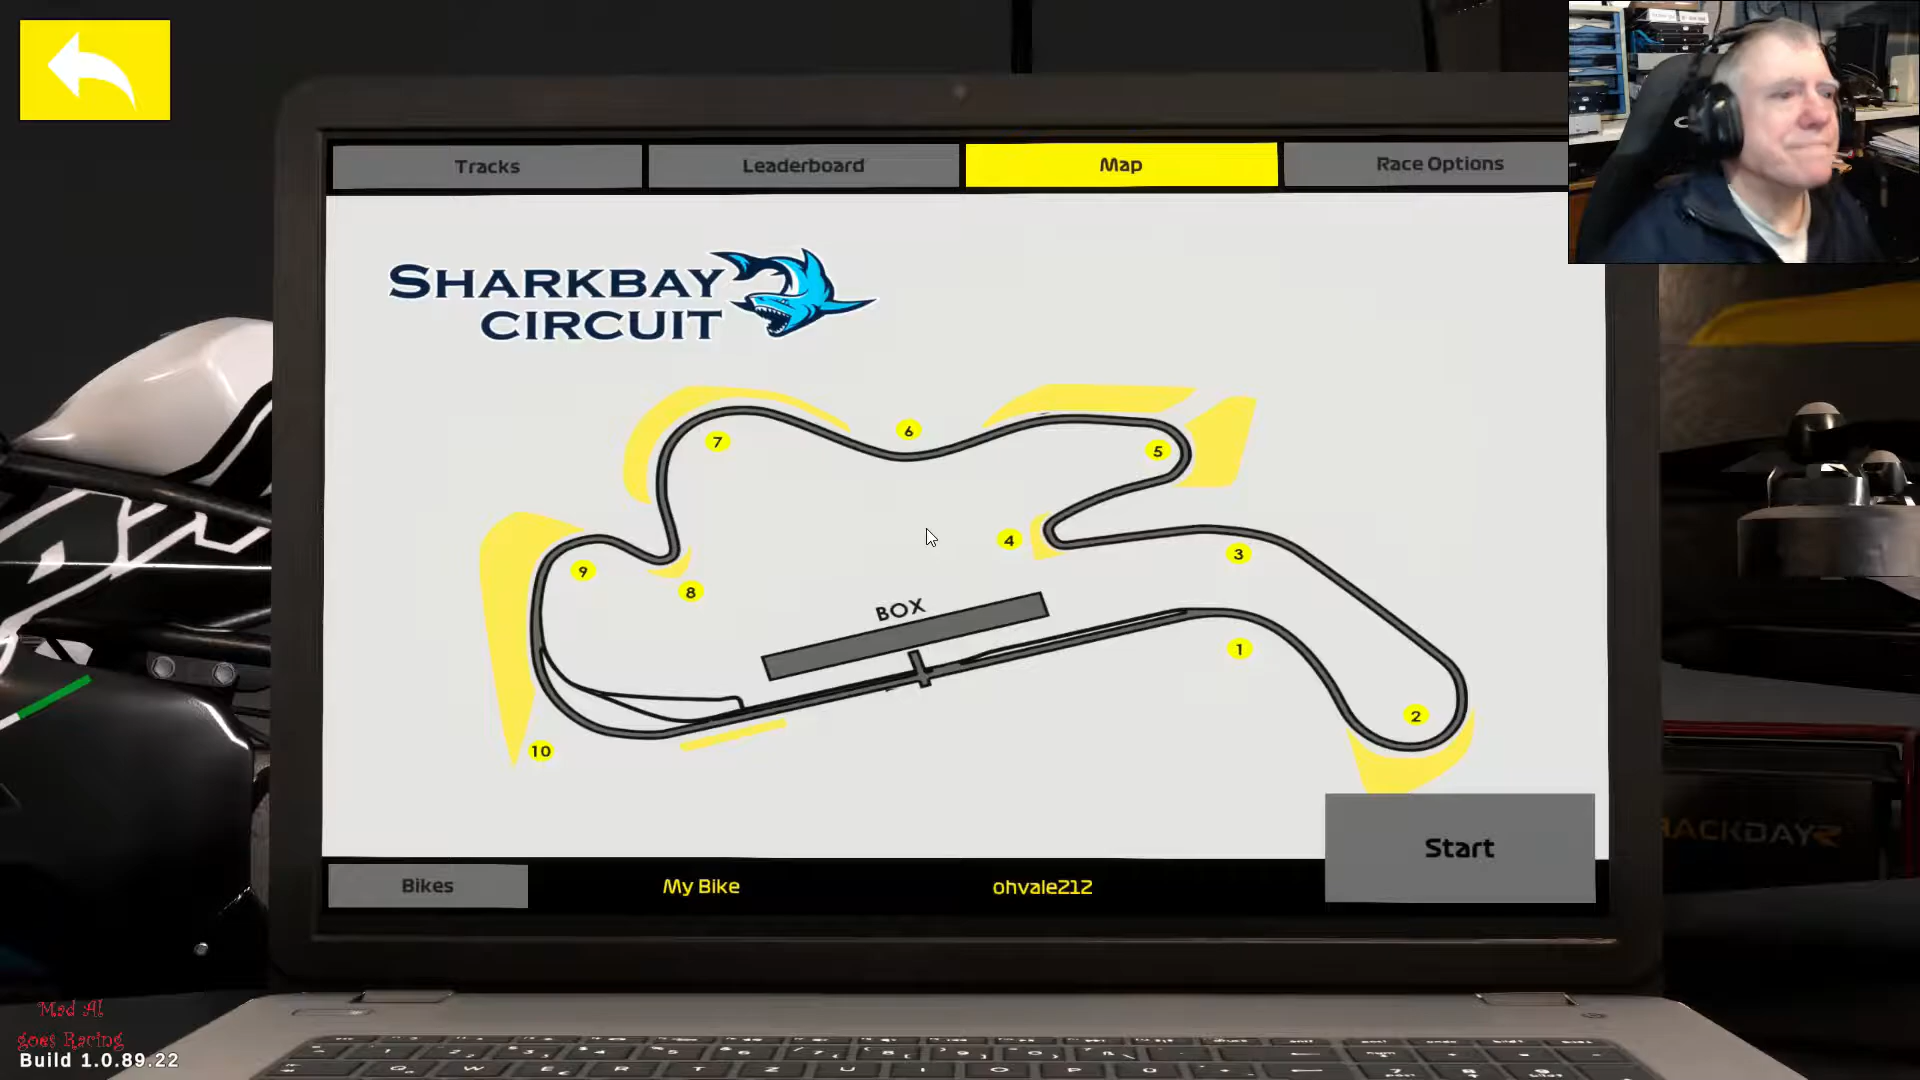 Tracks
Leaderboard
Map
Race Options
SHARKBAY
CIRCUIT
7
6
5
4
3
9
8
BOX
1
2
10
Start
Bikes
My Bike
ohvale212
Mad Al
goes Racing
Build 1.0.89.22